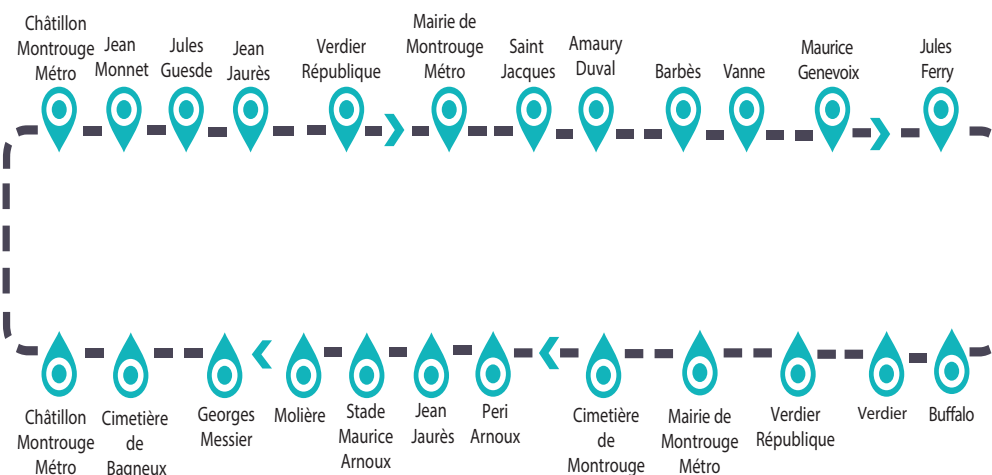 Châtillon
Montrouge
Métro
Jean
Monnet
Jules
Guesde
Jean
Jaurès
Verdier
République
Mairie de
Montrouge
Métro
Saint
Jacques
Amaury
Duval
Barbès
Vanne
Maurice
Genevoix
Jules
Ferry
Châtillon
Montrouge
Métro
Cimetière
de
Bagneux
Georges
Messier
Molière
Stade
Maurice
Arnoux
Jean
Jaurès
Peri
Arnoux
Cimetière
de
Montrouge
Mairie de
Montrouge
Métro
Verdier
République
Verdier
Buffalo